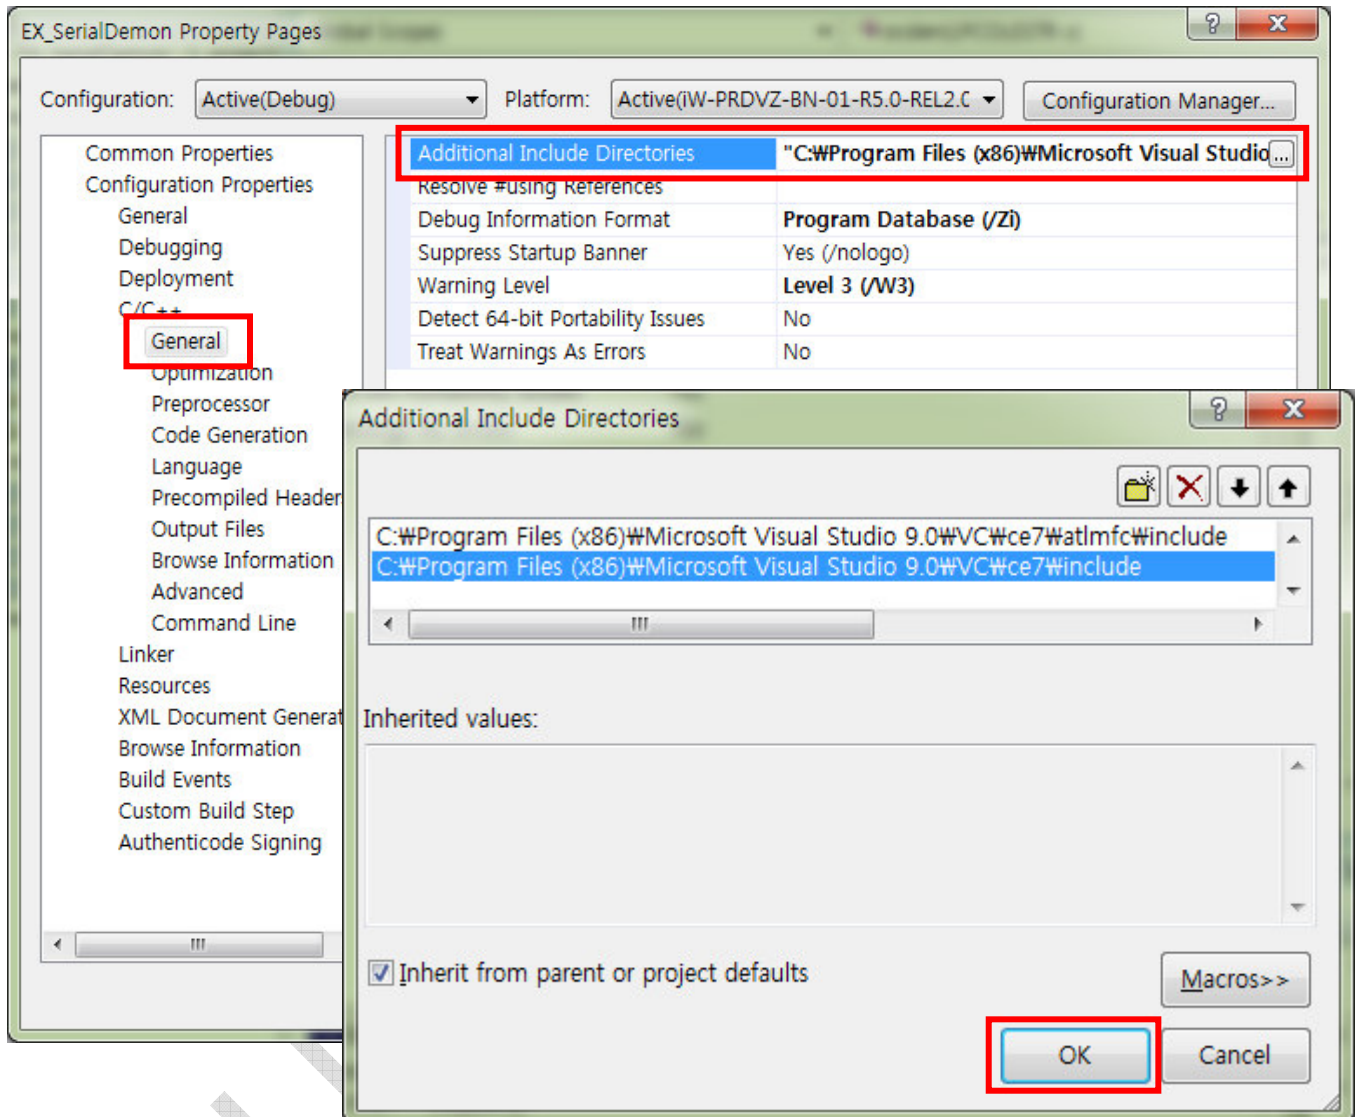 EX_SerialDemon Property Pages
Configuration: Active(Debug) Platform: Active(iW-PRDVZ-BN-01-R5.0-REL2.0 Configuration Manager...
Common Properties
Configuration Properties
General
Debugging
Deployment
C/C++
General
Optimization
Preprocessor
Code Generation
Language
Precompiled Header
Output Files
Browse Information
Advanced
Command Line
Linker
Resources
XML Document Generat
Browse Information
Build Events
Custom Build Step
Authenticode Signing
Additional Include Directories "C:₩Program Files (x86)₩Microsoft Visual Studio ...
Resolve #using References
Debug Information Format Program Database (/Zi)
Suppress Startup Banner Yes (/nologo)
Warning Level Level 3 (/W3)
Detect 64-bit Portability Issues No
Treat Warnings As Errors No
Additional Include Directories
C:₩Program Files (x86)₩Microsoft Visual Studio 9.0₩VC₩ce7₩atlmfc₩include
C:₩Program Files (x86)₩Microsoft Visual Studio 9.0₩VC₩ce7₩include
Inherited values:
Inherit from parent or project defaults
Macros>>
OK Cancel